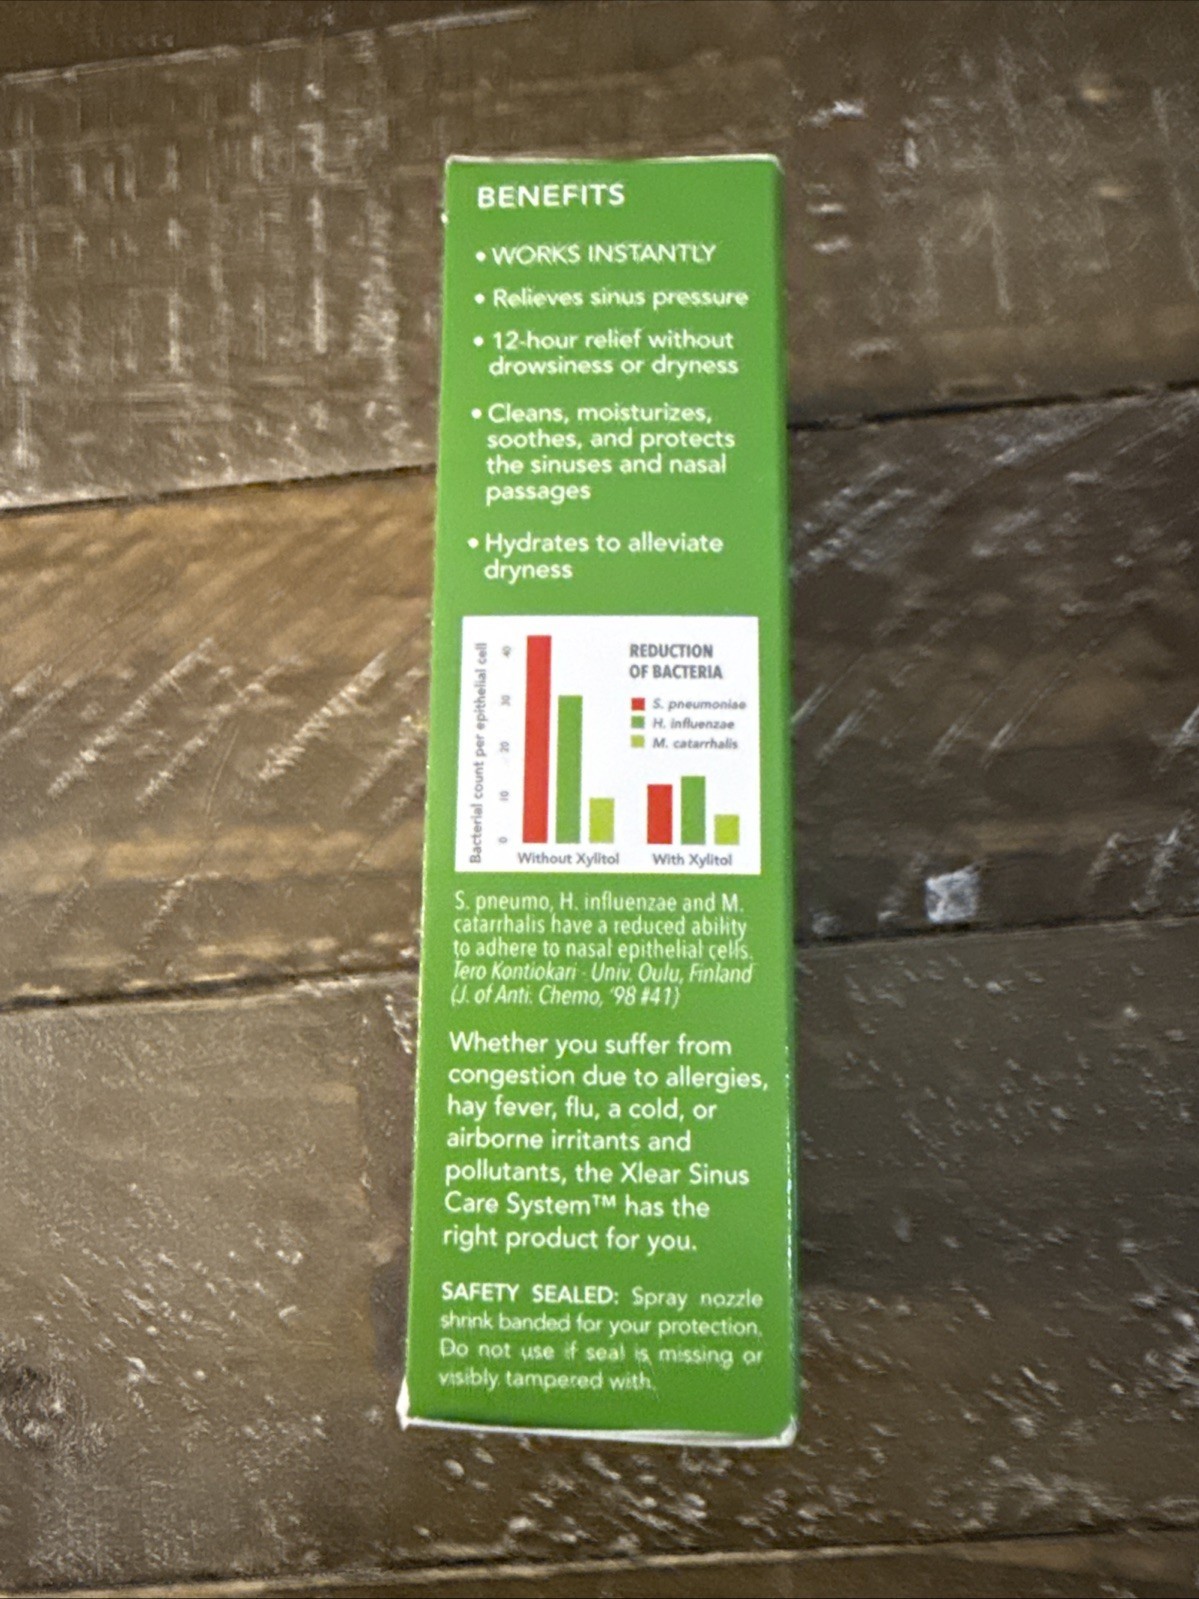 BENEFITS
• WORKS INSTANTLY
• Relieves sinus pressure
• 12-hour relief without
drowsiness or dryness
• Cleans, moisturizes,
soothes, and protects
the sinuses and nasal
passages
• Hydrates to alleviate
dryness
REDUCTION
OF BACTERIA
S. pneumoniae
H. influenzae
M. catarrhalis
Bacterial count per epithelial cell
40
30
20
10
0
Without Xylitol
With Xylitol
S. pneumo, H. influenzae and M.
catarrhalis have a reduced ability
to adhere to nasal epithelial cells.
Tero Kontiokari - Univ. Oulu, Finland
(J. of Anti. Chemo, '98 #41)
Whether you suffer from
congestion due to allergies,
hay fever, flu, a cold, or
airborne irritants and
pollutants, the Xlear Sinus
Care System™ has the
right product for you.
SAFETY SEALED: Spray nozzle
shrink banded for your protection.
Do not use if seal is missing or
visibly tampered with.